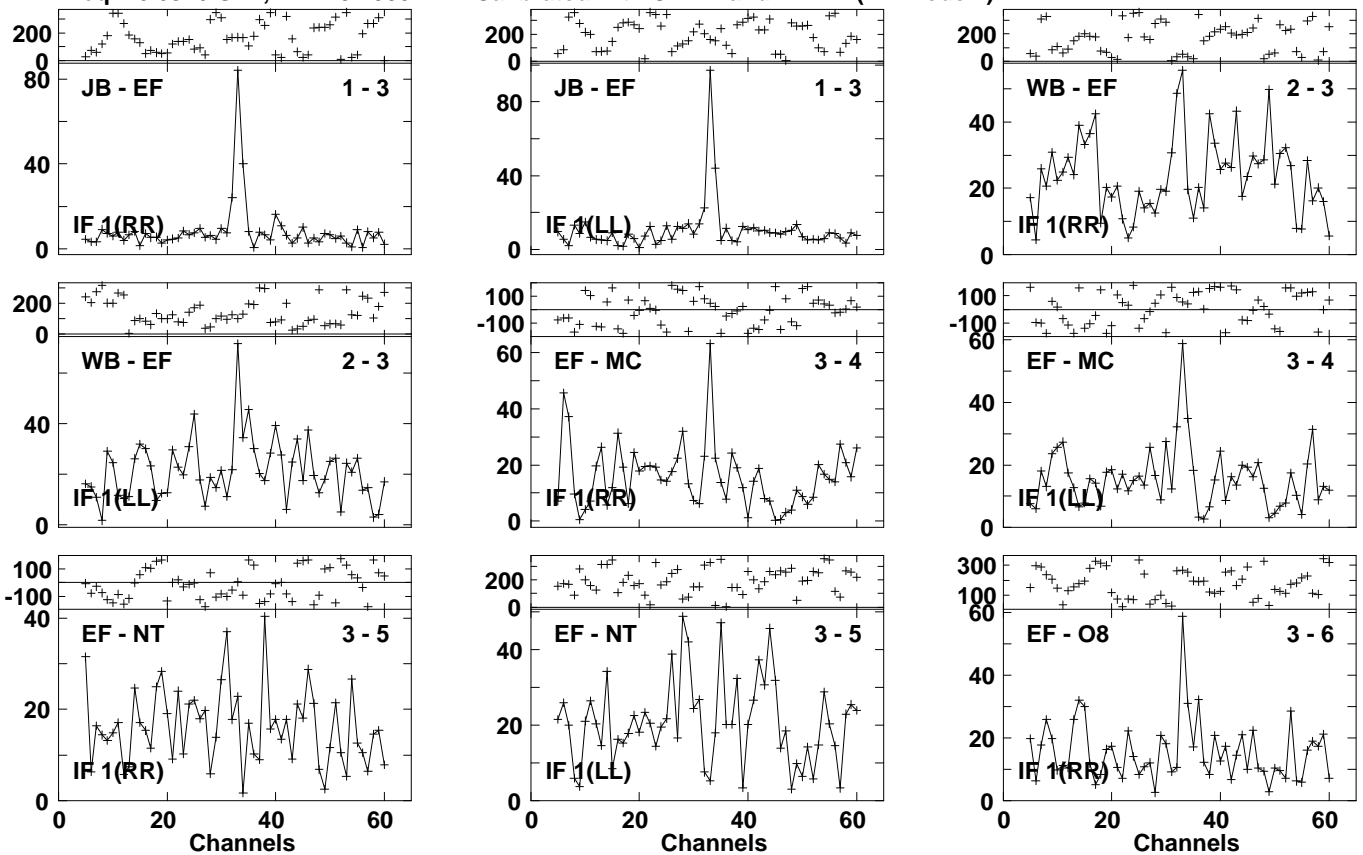 200
0
80
40
0
JB - EF 1 - 3
IF 1(RR)
200
0
80
40
0
JB - EF 1 - 3
IF 1(LL)
200
0
40
20
0
WB - EF 2 - 3
IF 1(RR)
200
0
40
0
WB - EF 2 - 3
IF 1(LL)
100
-100
60
40
20
0
EF - MC 3 - 4
IF 1(RR)
100
-100
60
40
20
0
EF - MC 3 - 4
IF 1(LL)
100
-100
40
20
0
EF - NT 3 - 5
IF 1(RR)
0 20 40 60
Channels
200
0
40
20
0
EF - NT 3 - 5
IF 1(LL)
0 20 40 60
Channels
300
100
60
40
20
0
EF - O8 3 - 6
IF 1(RR)
0 20 40 60
Channels